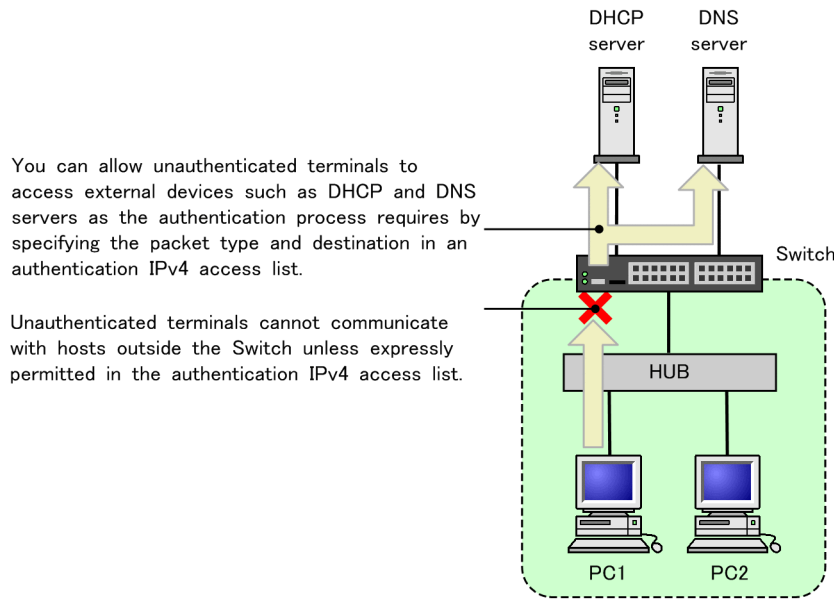 DHCP
server
DNS
server
You can allow unauthenticated terminals to
access external devices such as DHCP and DNS
servers as the authentication process requires by
specifying the packet type and destination in an
authentication IPv4 access list.
Switch
Unauthenticated terminals cannot communicate
with hosts outside the Switch unless expressly
permitted in the authentication IPv4 access list.
HUB
PC1
PC2